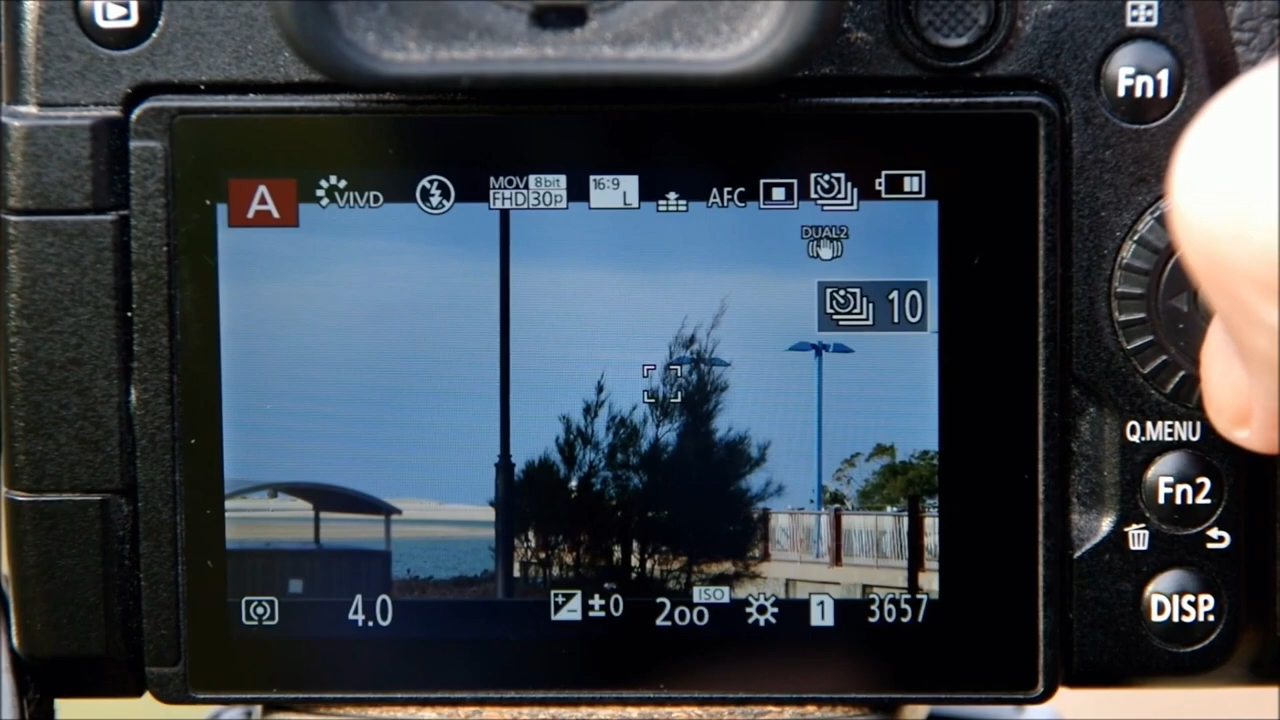 Fn1
A VIVD MOV 8bit FHD 30p 16:9 L AFC
DUAL2
10
Q.MENU
Fn2
4.0 ±0 200 ISO 1 3657
DISP.